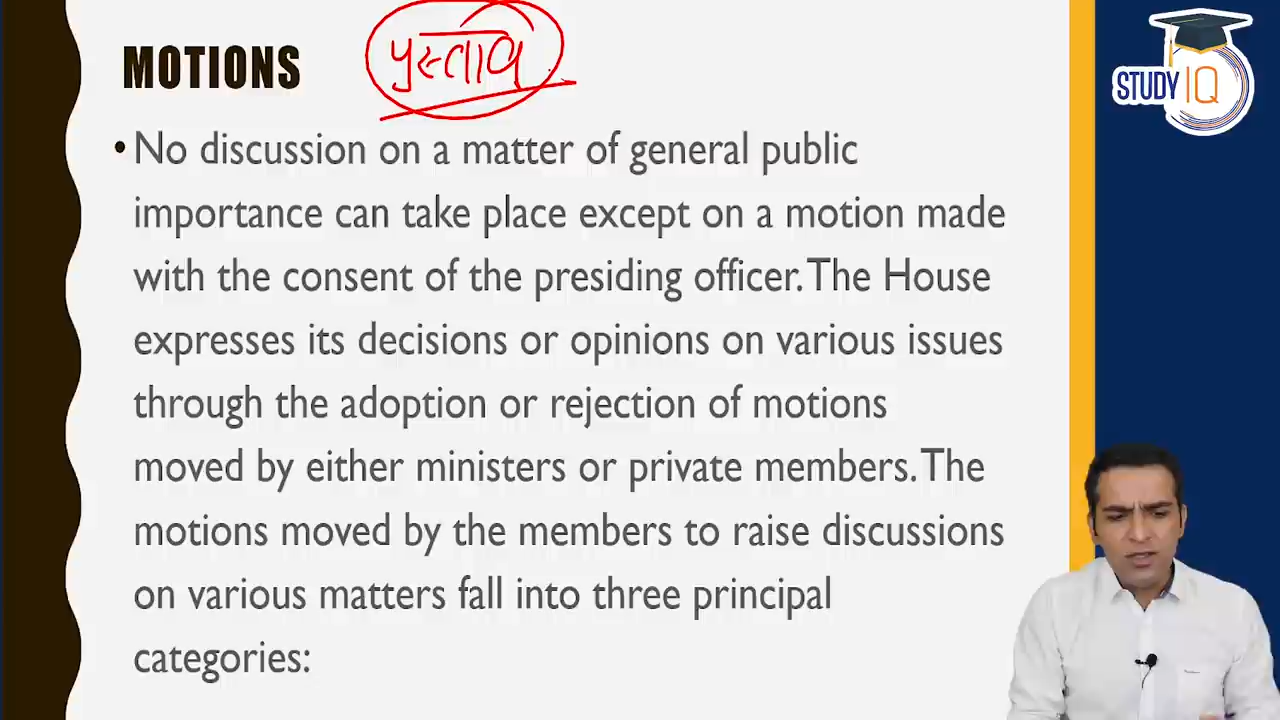 MOTIONS प्रस्ताव
STUDY IQ
• No discussion on a matter of general public
importance can take place except on a motion made
with the consent of the presiding officer. The House
expresses its decisions or opinions on various issues
through the adoption or rejection of motions
moved by either ministers or private members. The
motions moved by the members to raise discussions
on various matters fall into three principal
categories: